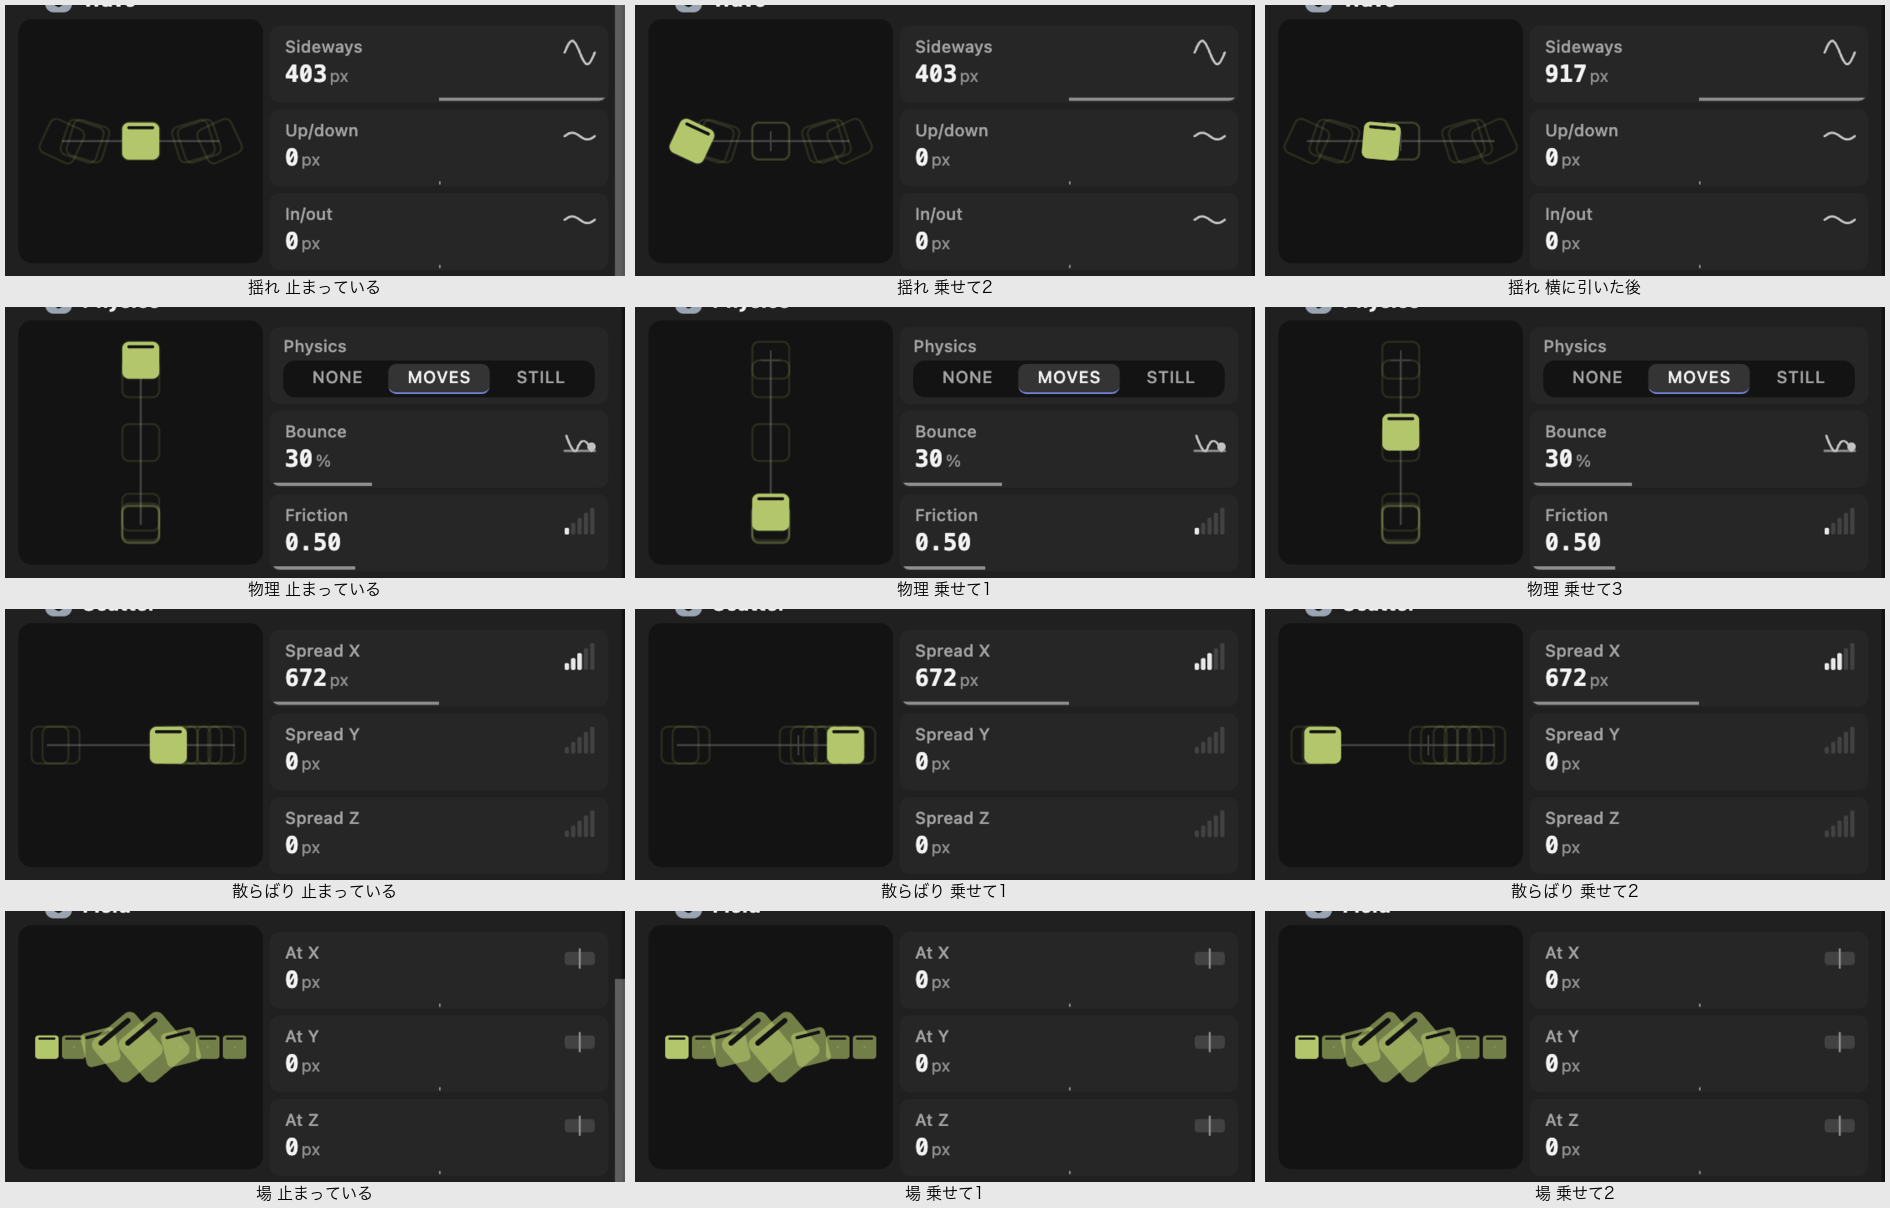 Sideways
403 px
Up/down
0 px
In/out
0 px
揺れ 止まっている
Sideways
403 px
Up/down
0 px
In/out
0 px
揺れ 乗せて2
Sideways
917 px
Up/down
0 px
In/out
0 px
揺れ 横に引いた後
Physics
NONE MOVES STILL
Bounce
30 %
Friction
0.50
物理 止まっている
Physics
NONE MOVES STILL
Bounce
30 %
Friction
0.50
物理 乗せて1
Physics
NONE MOVES STILL
Bounce
30 %
Friction
0.50
物理 乗せて3
Spread X
672 px
Spread Y
0 px
Spread Z
0 px
散らばり 止まっている
Spread X
672 px
Spread Y
0 px
Spread Z
0 px
散らばり 乗せて1
Spread X
672 px
Spread Y
0 px
Spread Z
0 px
散らばり 乗せて2
At X
0 px
At Y
0 px
At Z
0 px
場 止まっている
At X
0 px
At Y
0 px
At Z
0 px
場 乗せて1
At X
0 px
At Y
0 px
At Z
0 px
場 乗せて2